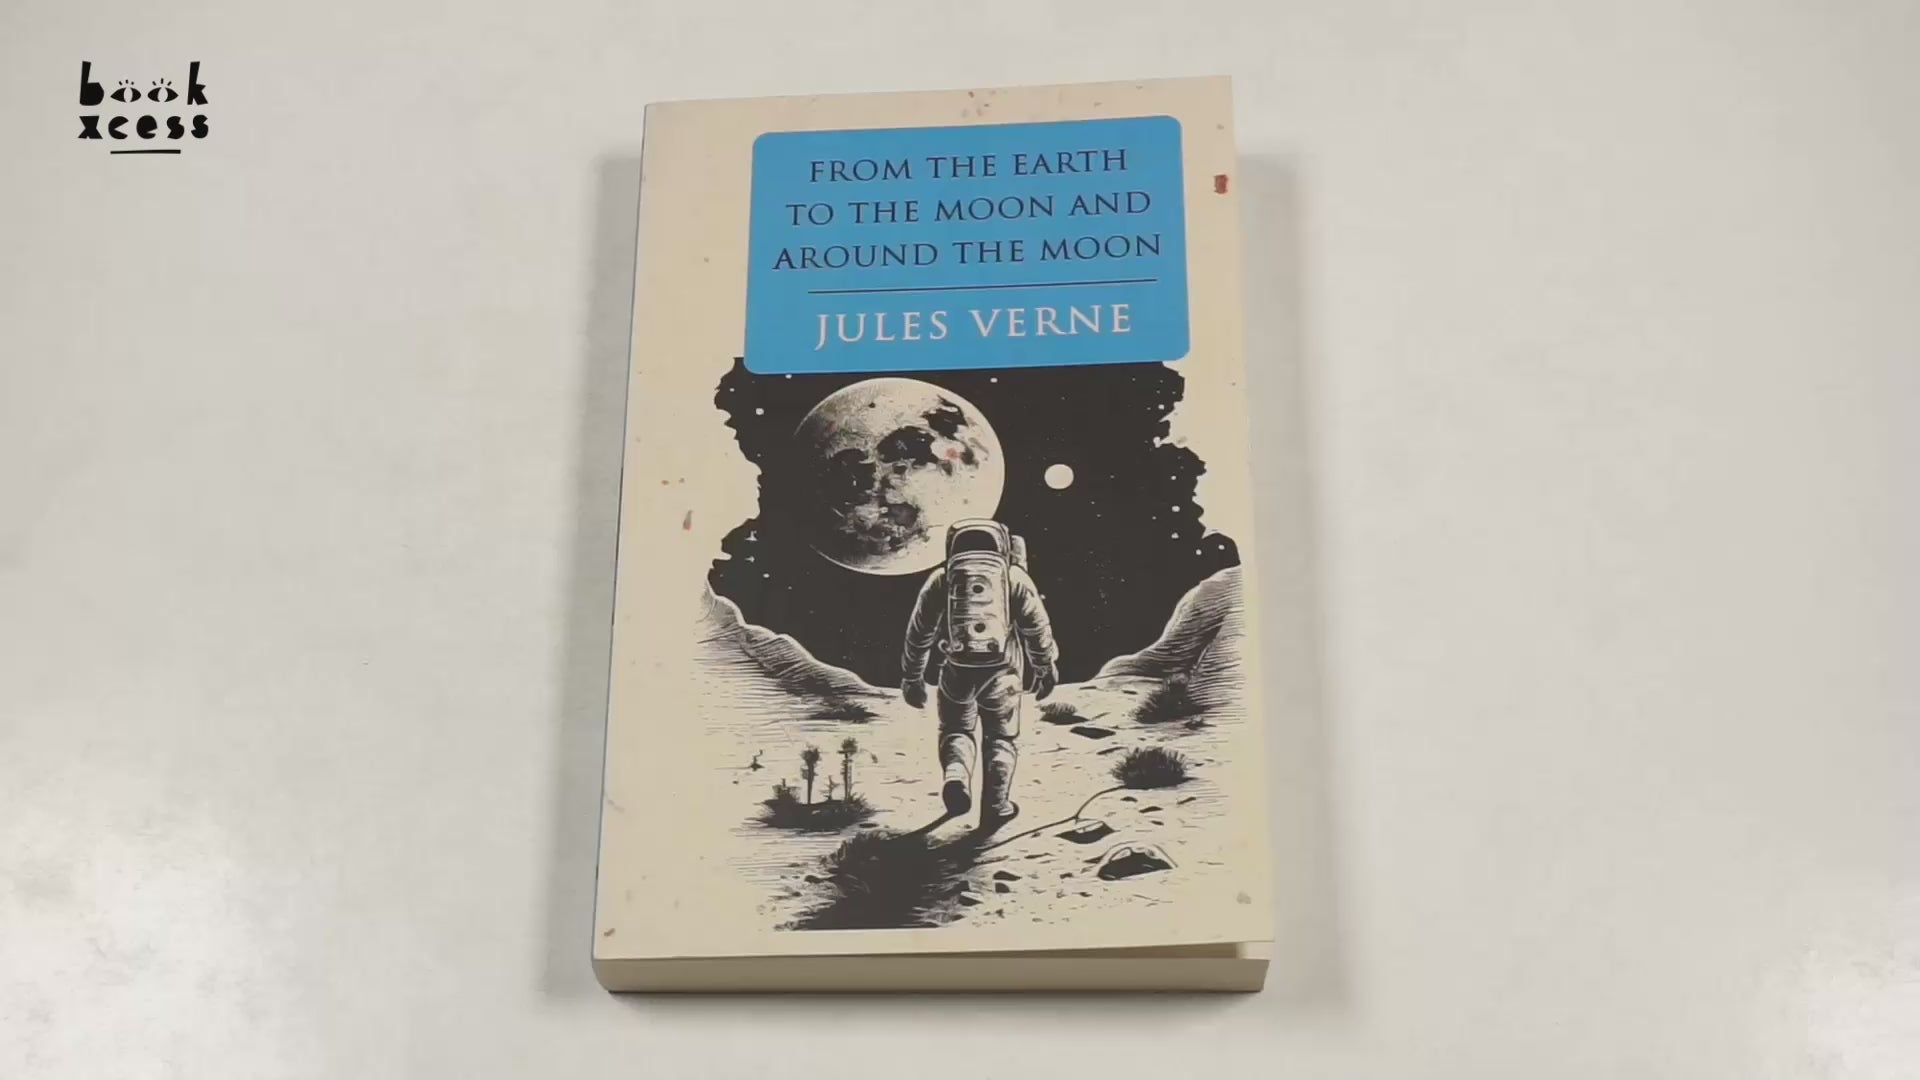 book
xcess
FROM THE EARTH
TO THE MOON AND
AROUND THE MOON
JULES VERNE